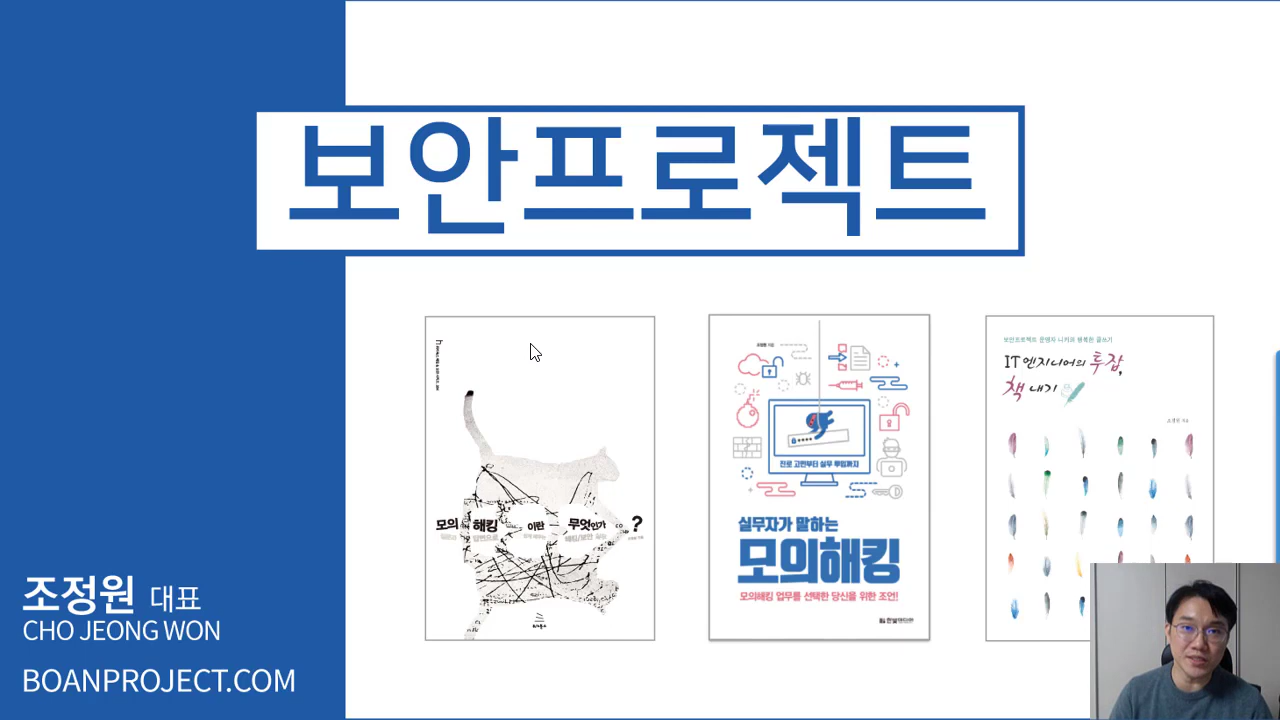 보안프로젝트
모의 해킹 이란 무엇인가 ?
조정원 지음
진로 고민부터 실무 투입까지
실무자가 말하는
모의해킹
모의해킹 업무를 선택한 당신을 위한 조언!
한빛미디어
보안프로젝트 운영자 니키의 행복한 글쓰기
IT 엔지니어의 투잡,
책 내기
조정원 지음
조정원 대표
CHO JEONG WON
BOANPROJECT.COM